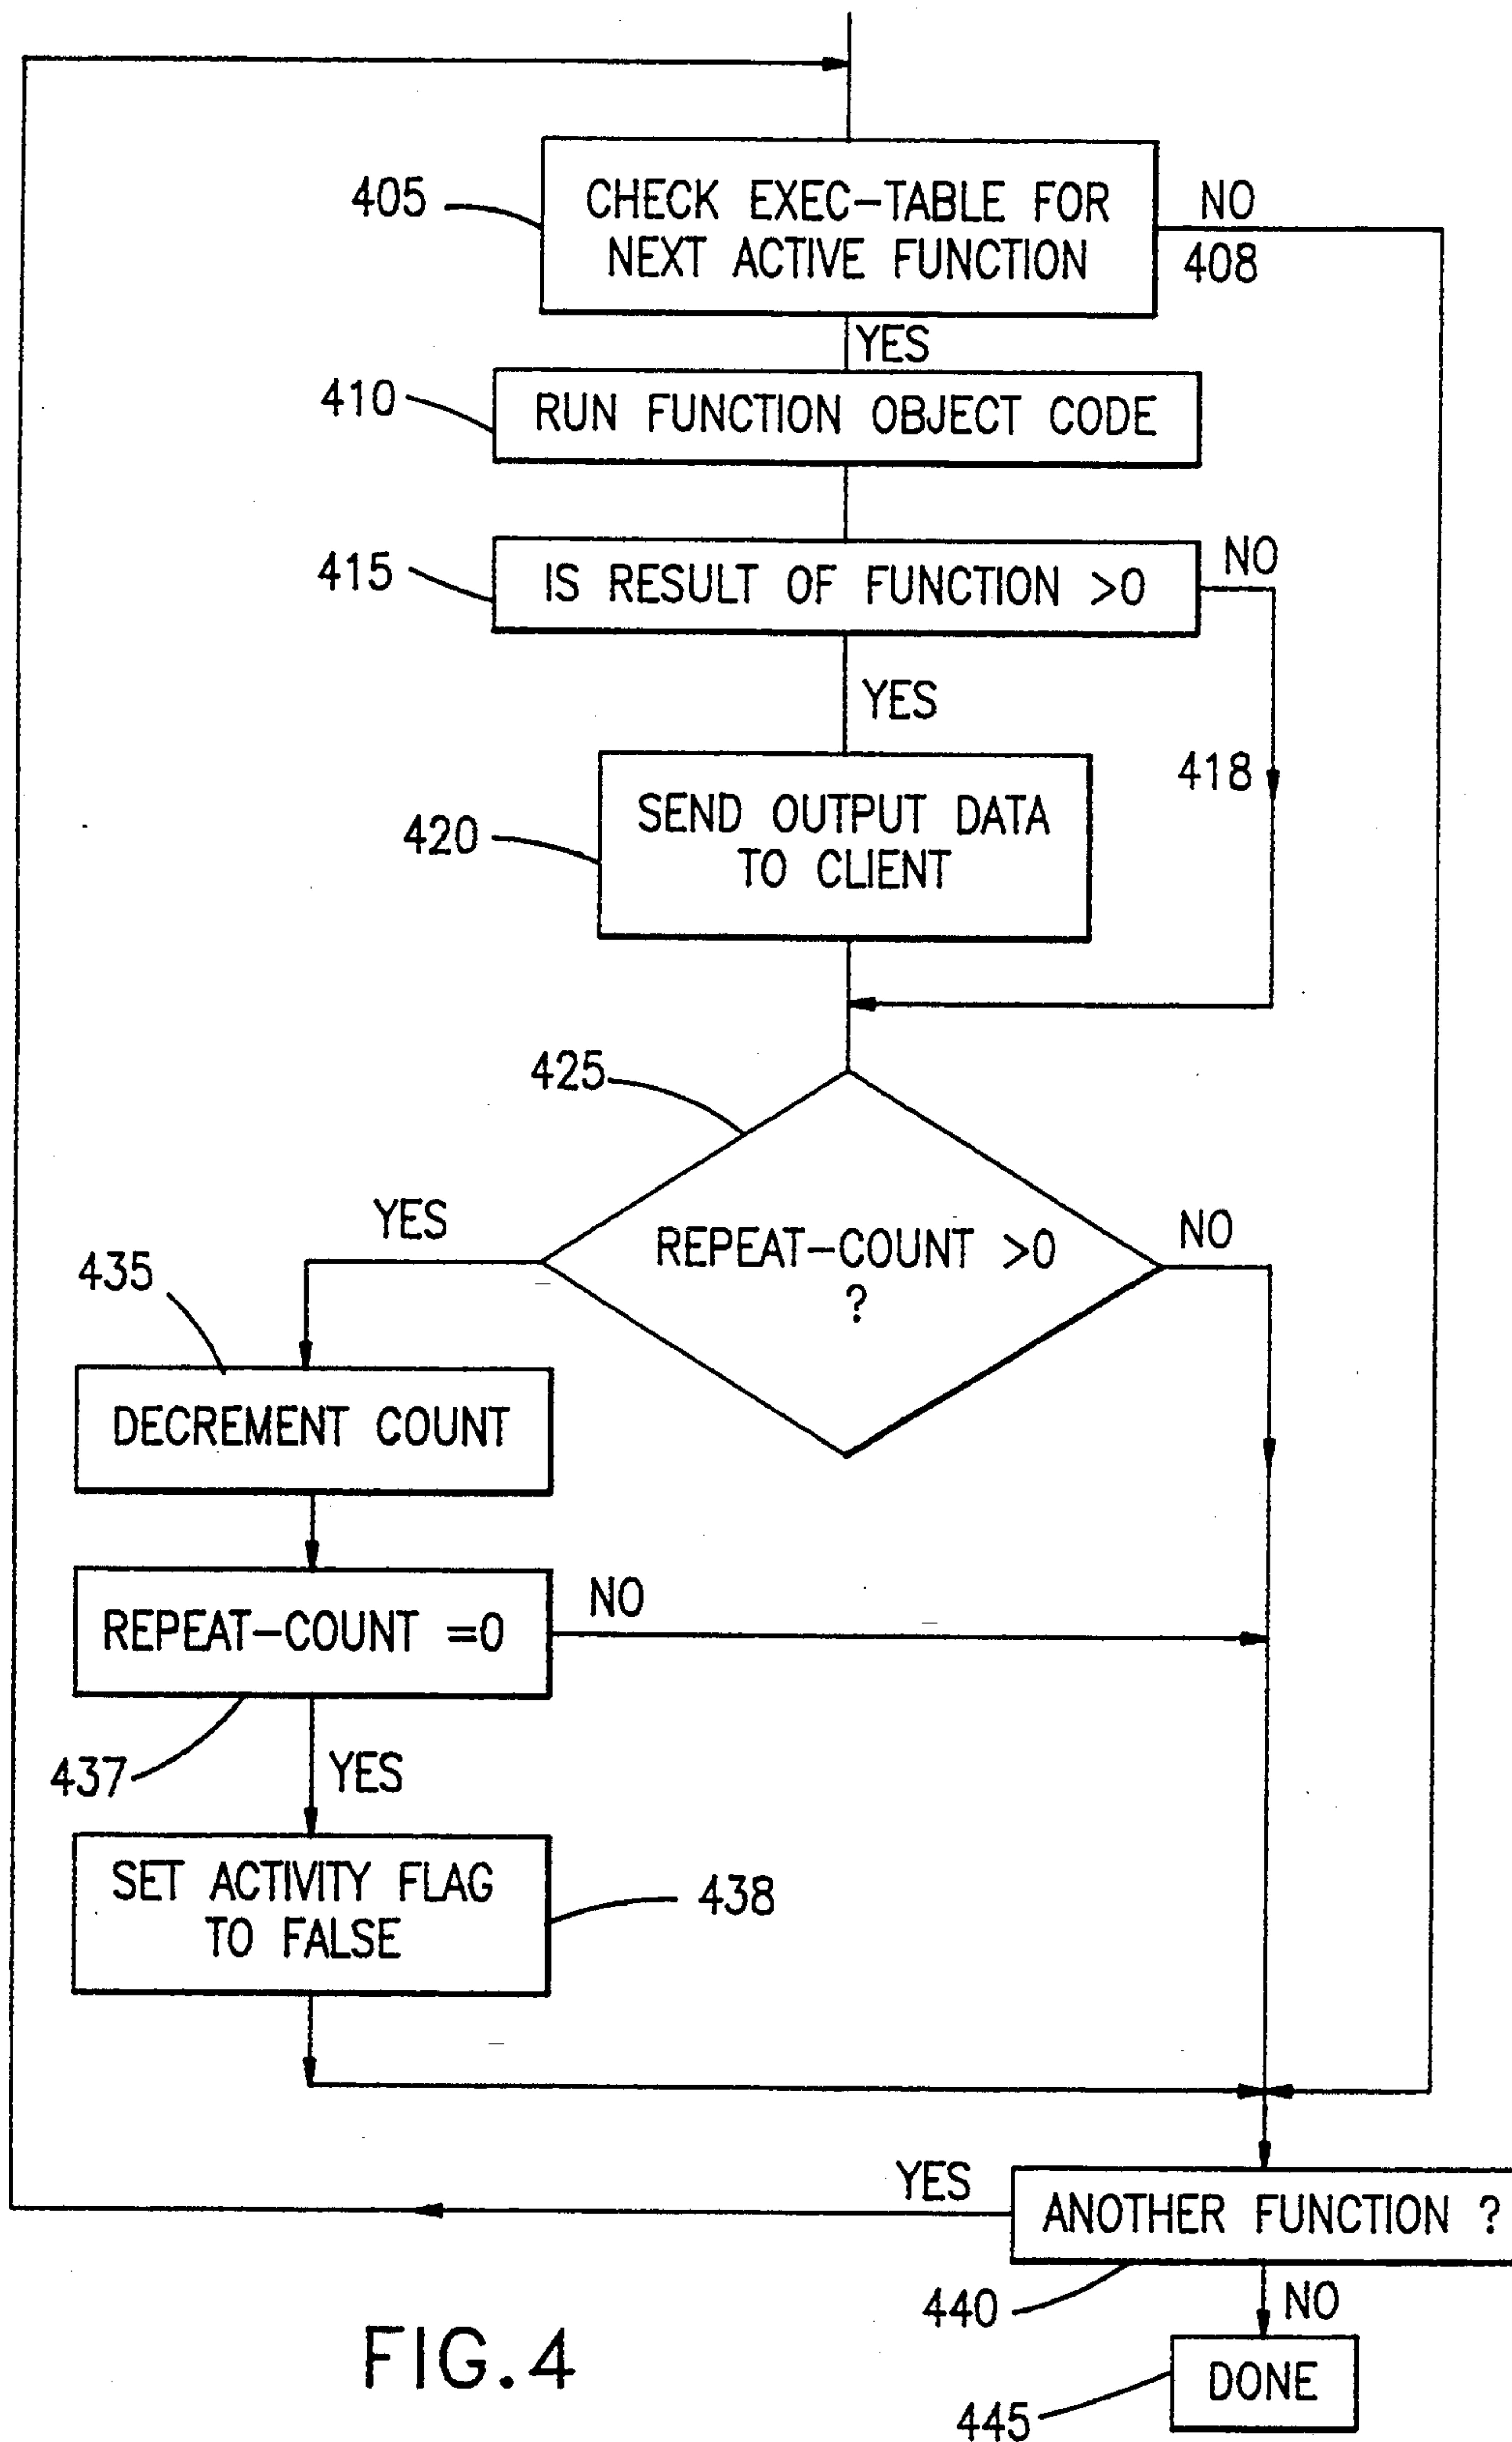 405
CHECK EXEC-TABLE FOR
NEXT ACTIVE FUNCTION
NO
408
YES
410
RUN FUNCTION OBJECT CODE
415
IS RESULT OF FUNCTION >0
NO
YES
418
420
SEND OUTPUT DATA
TO CLIENT
425
YES
REPEAT-COUNT >0
?
NO
435
DECREMENT COUNT
REPEAT-COUNT =0
NO
437
YES
SET ACTIVITY FLAG
TO FALSE
438
YES
ANOTHER FUNCTION ?
440
NO
FIG.4
DONE
445